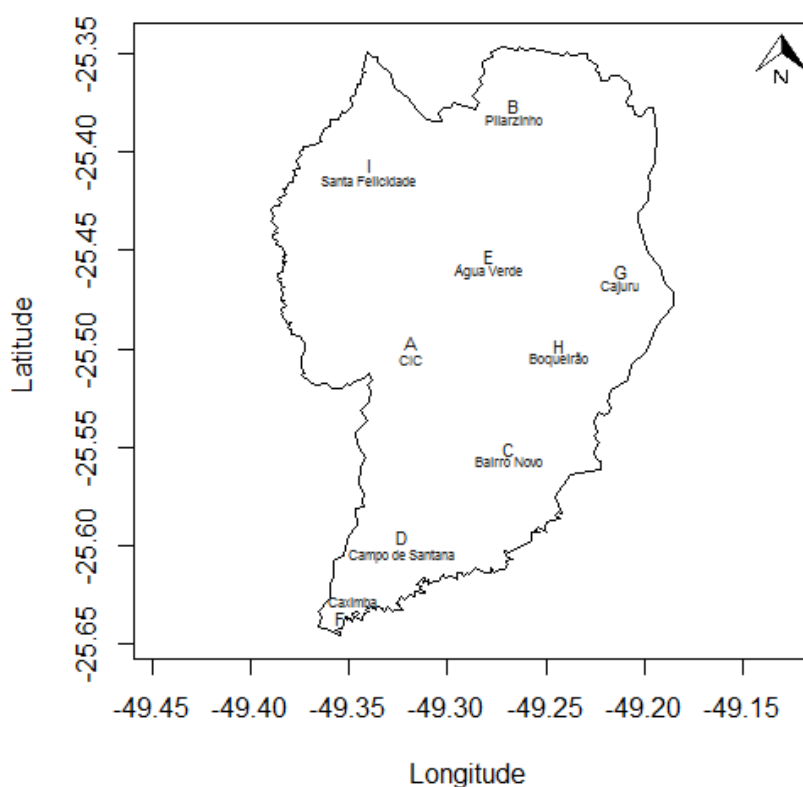 N
B
Pilarzinho
I
Santa Felicidade
E
Água Verde
G
Cajuru
A
CIC
H
Boqueirão
C
Bairro Novo
D
Campo de Santana
Caximba
F
Latitude
-25.35
-25.40
-25.45
-25.50
-25.55
-25.60
-25.65
-49.45 -49.40 -49.35 -49.30 -49.25 -49.20 -49.15
Longitude